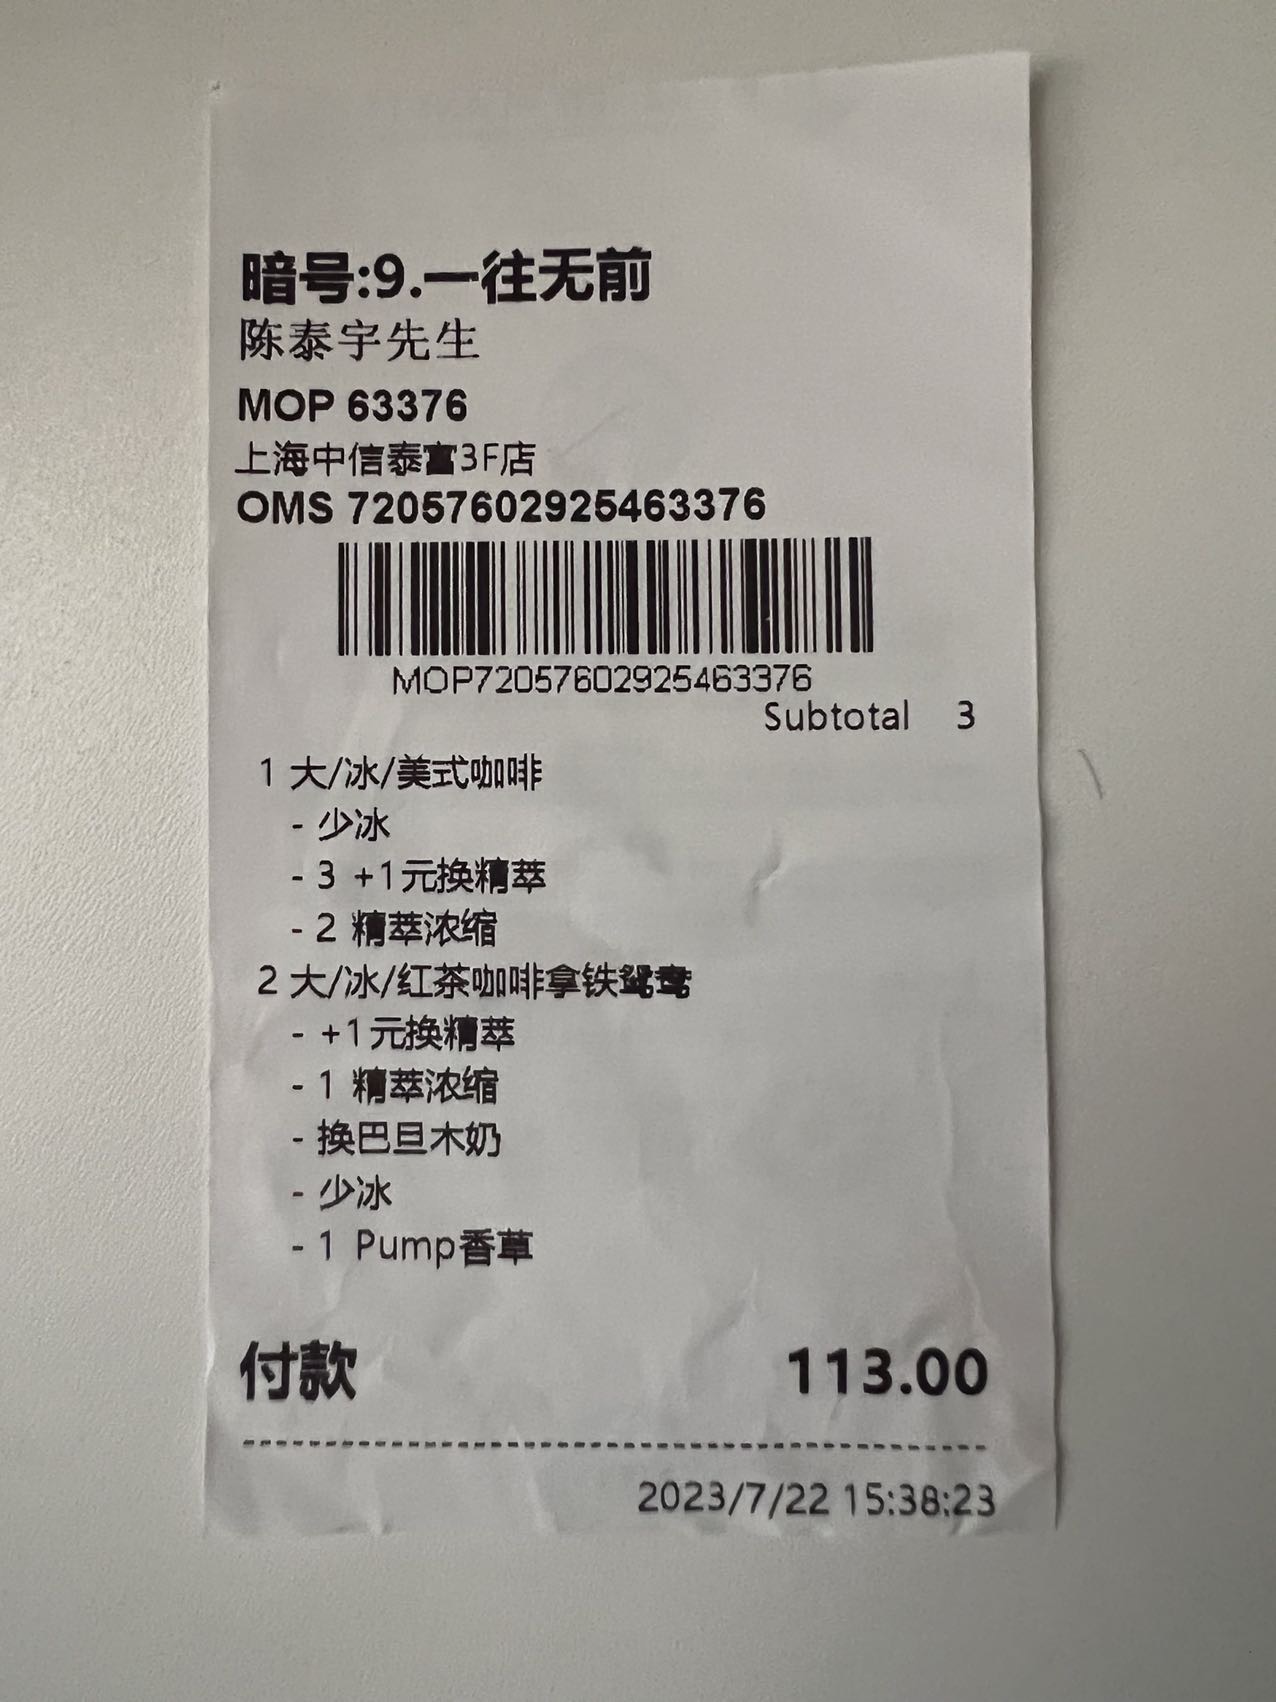 暗号:9.一往无前
陈泰宇先生
MOP 63376
上海中信泰富3F店
OMS 72057602925463376
MOP72057602925463376
Subtotal 3
1 大/冰/美式咖啡
- 少冰
- 3 +1元换精萃
- 2 精萃浓缩
2 大/冰/红茶咖啡拿铁鸳鸯
- +1元换精萃
- 1 精萃浓缩
- 换巴旦木奶
- 少冰
- 1 Pump香草
付款 113.00
2023/7/22 15:38:23